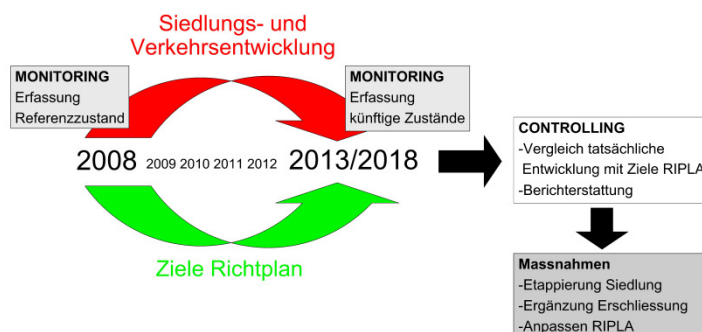 Siedlungs- und
Verkehrsentwicklung
MONITORING
Erfassung
Referenzzustand
MONITORING
Erfassung
künftige Zustände
2008 2009 2010 2011 2012 2013/2018
Ziele Richtplan
CONTROLLING
-Vergleich tatsächliche
Entwicklung mit Ziele RIPLA
-Berichterstattung
Massnahmen
-Etappierung Siedlung
-Ergänzung Erschliessung
-Anpassen RIPLA